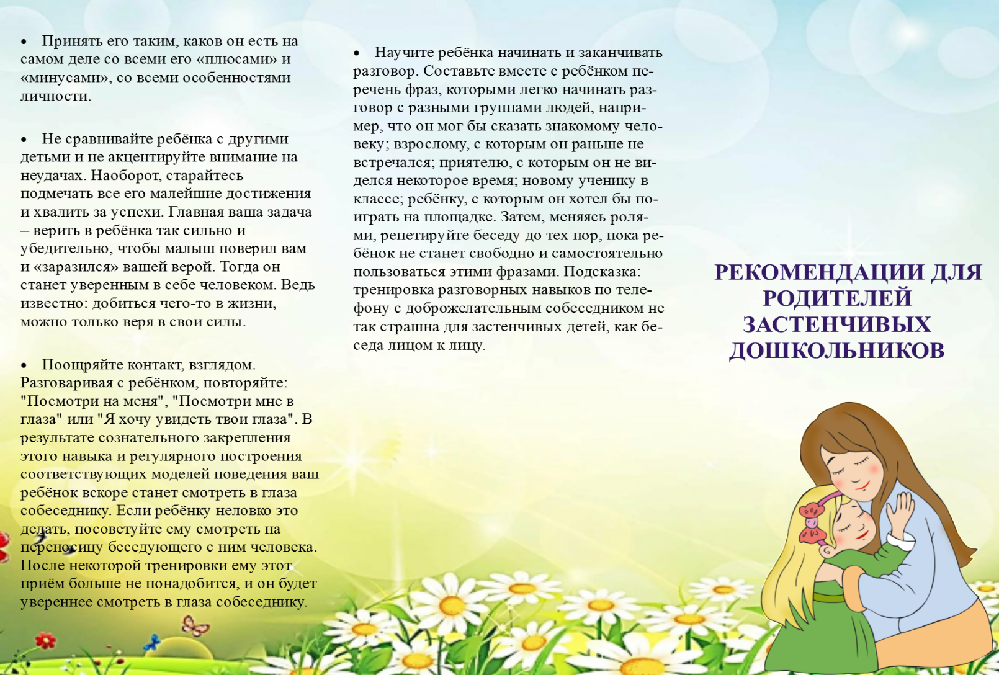 • Принять его таким, каков он есть на
самом деле со всеми его «плюсами» и
«минусами», со всеми особенностями
личности.
• Не сравнивайте ребёнка с другими
детьми и не акцентируйте внимание на
неудачах. Наоборот, старайтесь
подмечать все его малейшие достижения
и хвалить за успехи. Главная ваша задача
– верить в ребёнка так сильно и
убедительно, чтобы малыш поверил вам
и «заразился» вашей верой. Тогда он
станет уверенным в себе человеком. Ведь
известно: добиться чего-то в жизни,
можно только веря в свои силы.
• Поощряйте контакт, взглядом.
Разговаривая с ребёнком, повторяйте:
"Посмотри на меня", "Посмотри мне в
глаза" или "Я хочу увидеть твои глаза". В
результате сознательного закрепления
этого навыка и регулярного построения
соответствующих моделей поведения ваш
ребёнок вскоре станет смотреть в глаза
собеседнику. Если ребёнку неловко это
делать, посоветуйте ему смотреть на
переносицу беседующего с ним человека.
После некоторой тренировки ему этот
приём больше не понадобится, и он будет
увереннее смотреть в глаза собеседнику.
• Научите ребёнка начинать и заканчивать
разговор. Составьте вместе с ребёнком пе-
речень фраз, которыми легко начинать раз-
говор с разными группами людей, напри-
мер, что он мог бы сказать знакомому чело-
веку; взрослому, с которым он раньше не
встречался; приятелю, с которым он не ви-
делся некоторое время; новому ученику в
классе; ребёнку, с которым он хотел бы по-
играть на площадке. Затем, меняясь роля-
ми, репетируйте беседу до тех пор, пока ре-
бёнок не станет свободно и самостоятельно
пользоваться этими фразами. Подсказка:
тренировка разговорных навыков по теле-
фону с доброжелательным собеседником не
так страшна для застенчивых детей, как бе-
седа лицом к лицу.
РЕКОМЕНДАЦИИ ДЛЯ
РОДИТЕЛЕЙ
ЗАСТЕНЧИВЫХ
ДОШКОЛЬНИКОВ